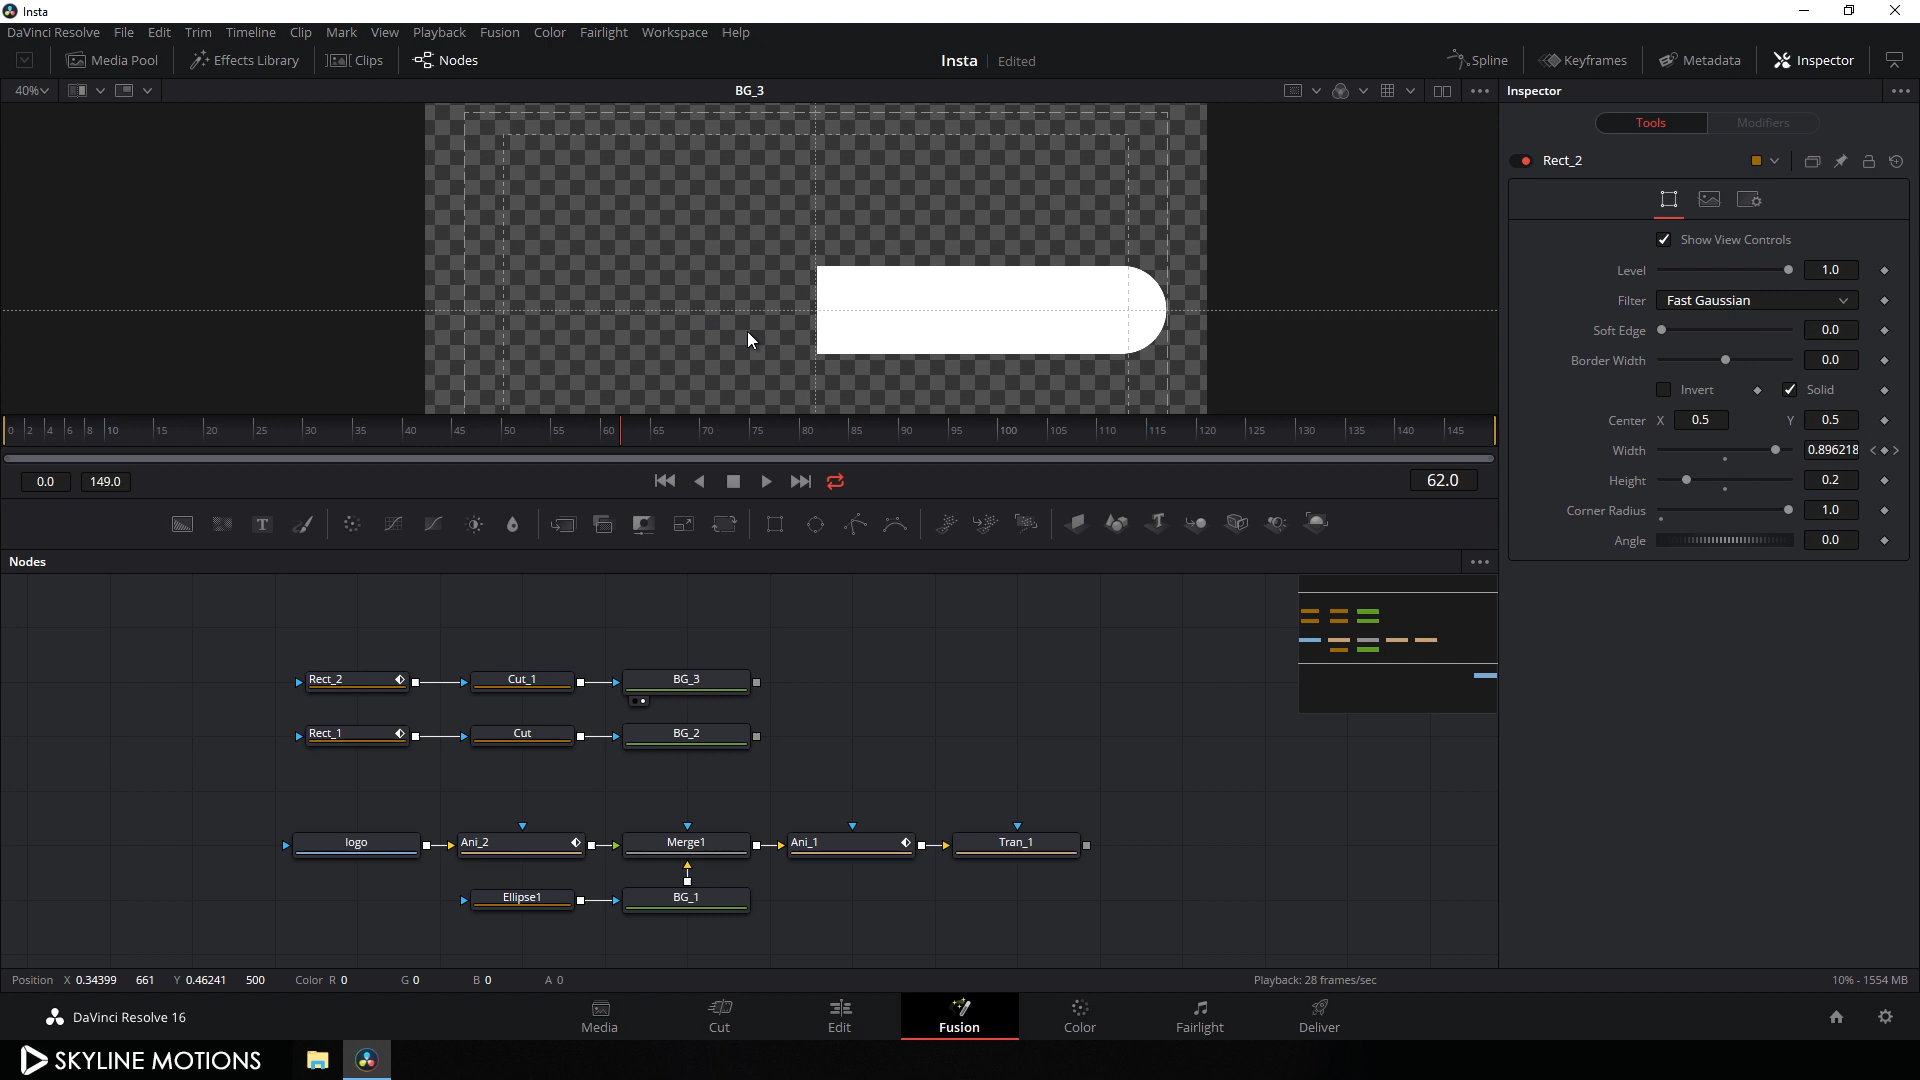 Insta
DaVinci Resolve File Edit Trim Timeline Clip Mark View Playback Fusion Color Fairlight Workspace Help
Media Pool Effects Library Clips Nodes Insta Edited Spline Keyframes Metadata Inspector
40% BG_3 Inspector
Tools Modifiers
Rect_2
Show View Controls
Level 1.0
Filter Fast Gaussian
Soft Edge 0.0
Border Width 0.0
Invert Solid
Center X 0.5 Y 0.5
Width 0.896218
Height 0.2
Corner Radius 1.0
Angle 0.0
0 2 4 6 8 10 15 20 25 30 35 40 45 50 55 60 65 70 75 80 85 90 95 100 105 110 115 120 125 130 135 140 145
0.0 149.0 62.0
Nodes
Rect_2 Cut_1 BG_3
Rect_1 Cut BG_2
logo Ani_2 Merge1 Ani_1 Tran_1
Ellipse1 BG_1
Position X 0.34399 661 Y 0.46241 500 Color R 0 G 0 B 0 A 0 Playback: 28 frames/sec 10% - 1554 MB
DaVinci Resolve 16 Media Cut Edit Fusion Color Fairlight Deliver
SKYLINE MOTIONS